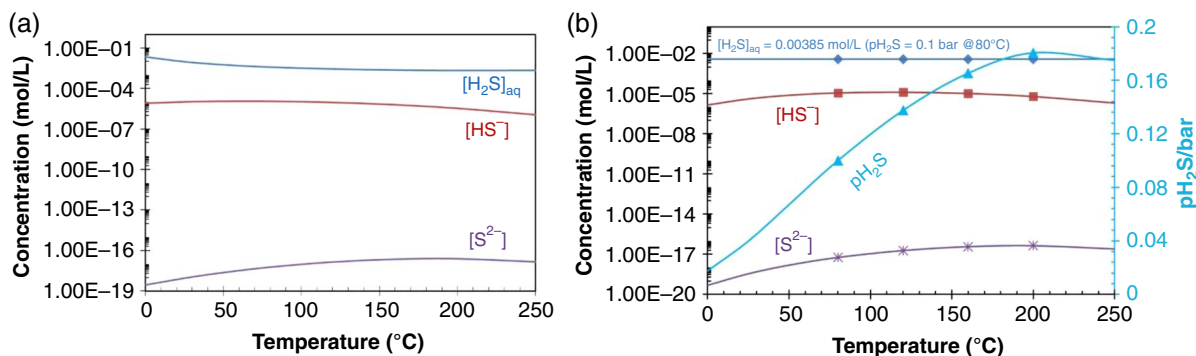 (a)
Concentration (mol/L)
1.00E–01
1.00E–04
1.00E–07
1.00E–10
1.00E–13
1.00E–16
1.00E–19
[H₂S]aq
[HS⁻]
[S²⁻]
0 50 100 150 200 250
Temperature (°C)
(b)
Concentration (mol/L)
1.00E–02
1.00E–05
1.00E–08
1.00E–11
1.00E–14
1.00E–17
1.00E–20
[H₂S]aq = 0.00385 mol/L (pH₂S = 0.1 bar @80°C)
[HS⁻]
pH₂S
[S²⁻]
0.2
0.16
0.12
0.08
0.04
0
pH₂S/bar
0 50 100 150 200 250
Temperature (°C)